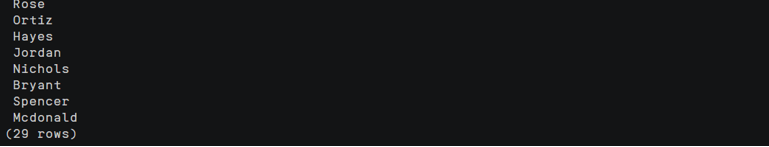 Rose
Ortiz
Hayes
Jordan
Nichols
Bryant
Spencer
Mcdonald
(29 rows)